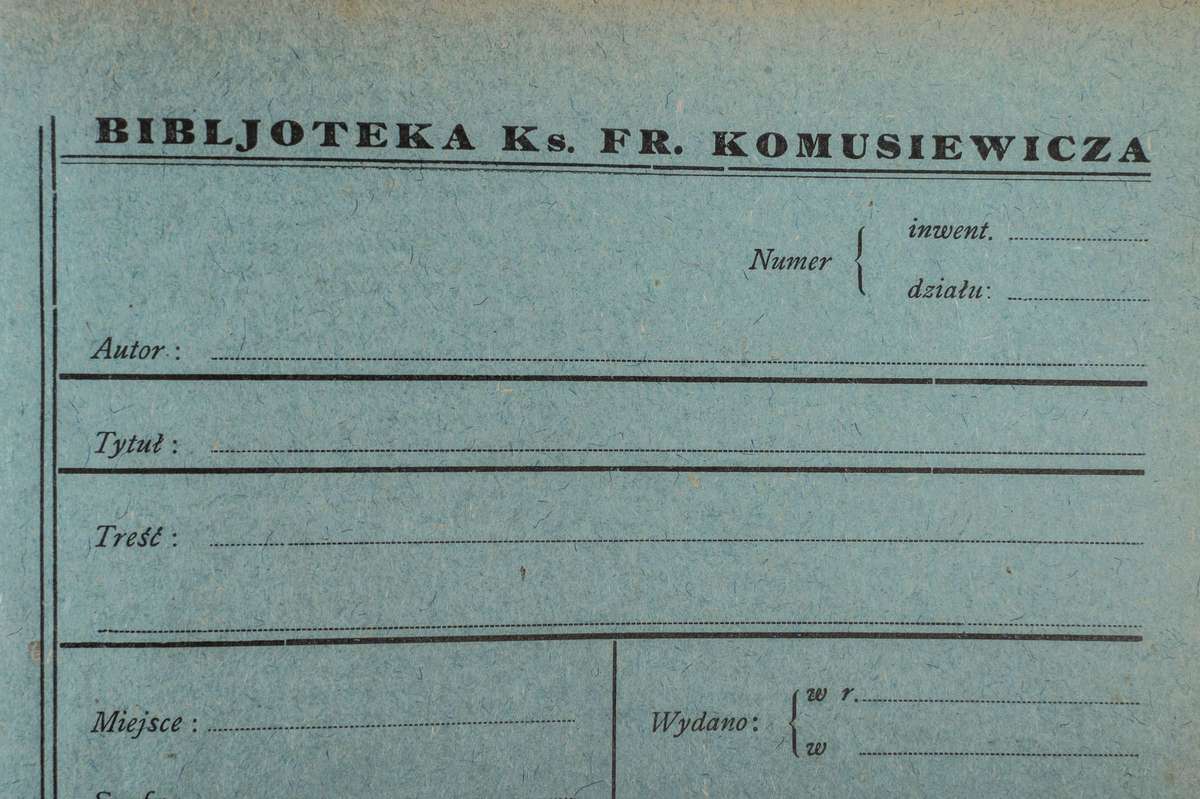 BIBLJOTEKA Ks. FR. KOMUSIEWICZA
Numer
inwent.
działu:
Autor:
Tytuł:
Treść:
Miejsce:
Wydano:
w r.
w